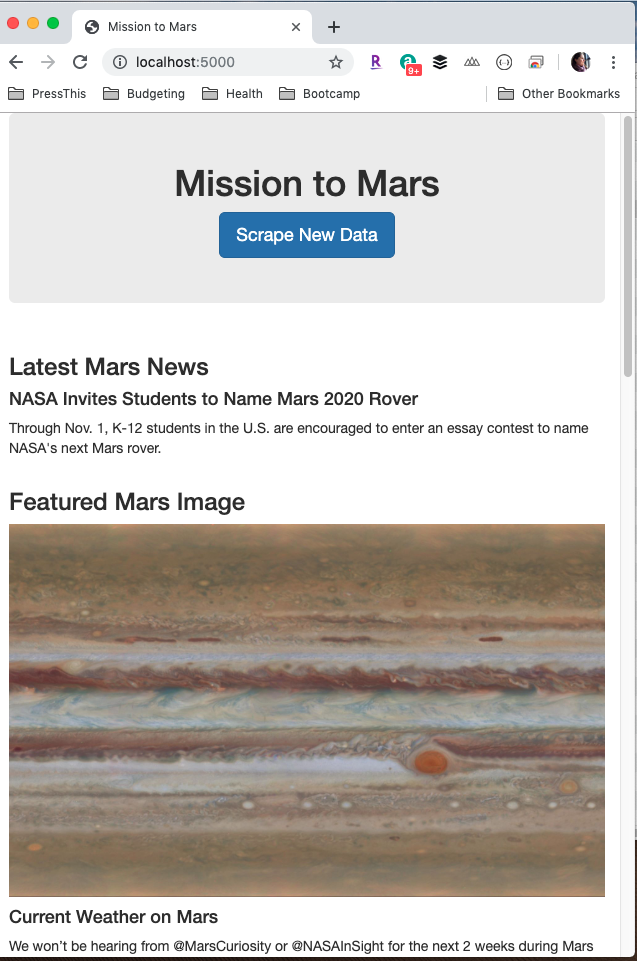 Mission to Mars
localhost:5000
R
a
9+
PressThis
Budgeting
Health
Bootcamp
Other Bookmarks
Mission to Mars
Scrape New Data
Latest Mars News
NASA Invites Students to Name Mars 2020 Rover
Through Nov. 1, K-12 students in the U.S. are encouraged to enter an essay contest to name
NASA's next Mars rover.
Featured Mars Image
Current Weather on Mars
We won’t be hearing from @MarsCuriosity or @NASAInSight for the next 2 weeks during Mars